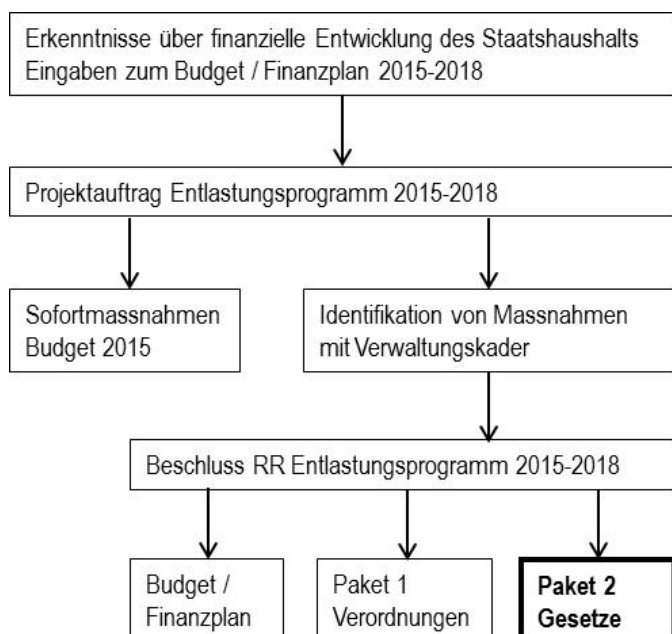 Erkenntnisse über finanzielle Entwicklung des Staatshaushalts
Eingaben zum Budget / Finanzplan 2015-2018
Projektauftrag Entlastungsprogramm 2015-2018
Sofortmassnahmen
Budget 2015
Identifikation von Massnahmen
mit Verwaltungskader
Beschluss RR Entlastungsprogramm 2015-2018
Budget /
Finanzplan
Paket 1
Verordnungen
Paket 2
Gesetze